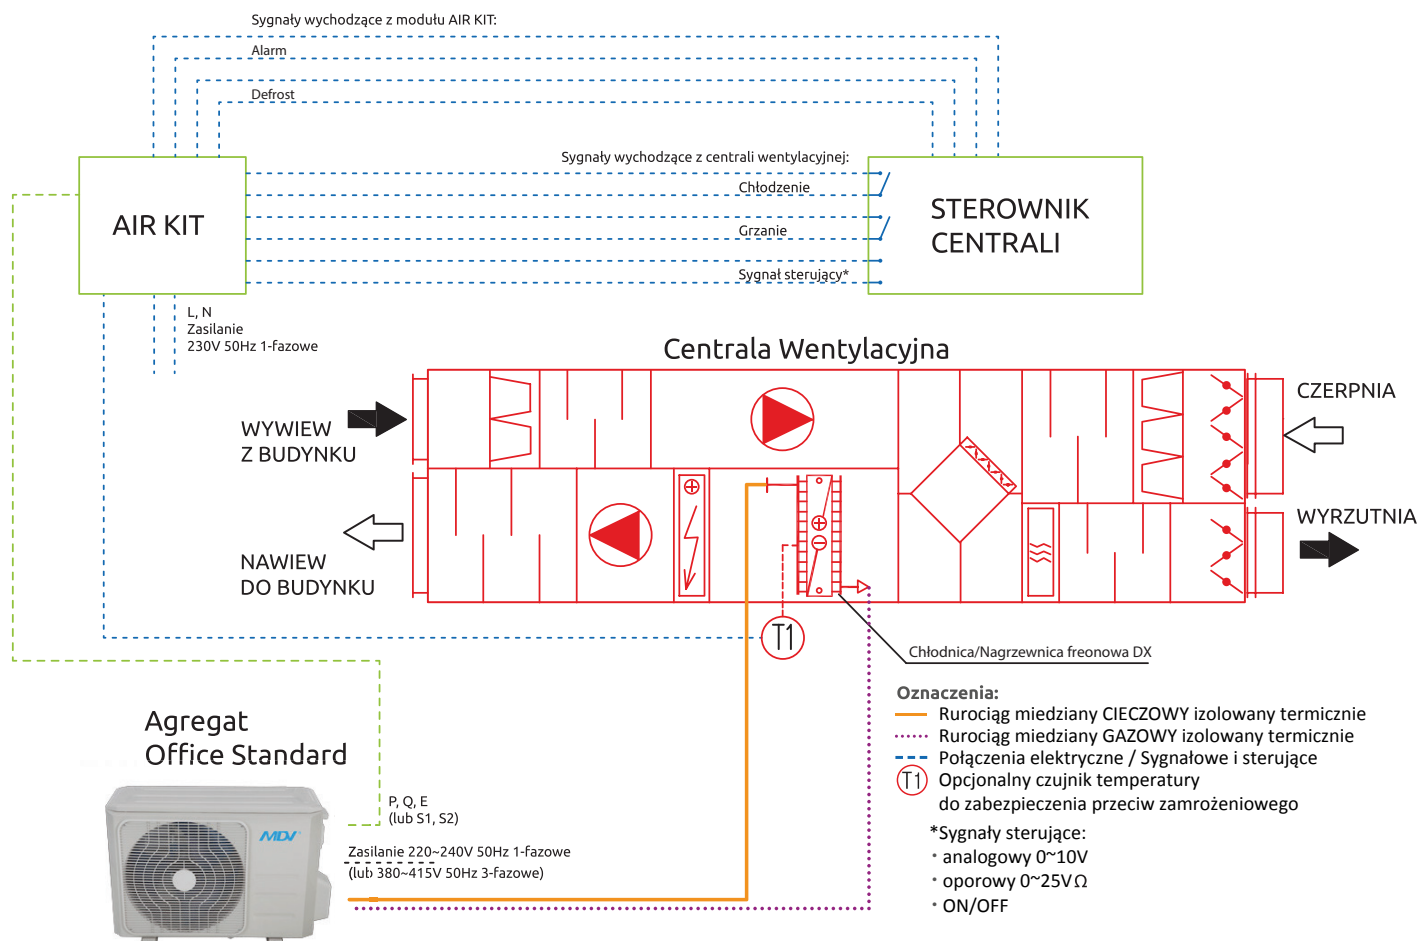 Sygnały wychodzące z modułu AIR KIT:
Alarm
Defrost
Sygnały wychodzące z centrali wentylacyjnej:
Chłodzenie
Grzanie
Sygnał sterujący*
AIR KIT
STEROWNIK
CENTRALI
L, N
Zasilanie
230V 50Hz 1-fazowe
Centrala Wentylacyjna
WYWIEW
Z BUDYNKU
CZERPNIA
NAWIEW
DO BUDYNKU
WYRZUTNIA
T1
Chłodnica/Nagrzewnica freonowa DX
Oznaczenia:
Rurociąg miedziany CIECZOWY izolowany termicznie
Rurociąg miedziany GAZOWY izolowany termicznie
Połączenia elektryczne / Sygnałowe i sterujące
T1 Opcjonalny czujnik temperatury
do zabezpieczenia przeciw zamrożeniowego
*Sygnały sterujące:
· analogowy 0~10V
· oporowy 0~25VΩ
· ON/OFF
Agregat
Office Standard
MDV
P, Q, E
(lub S1, S2)
Zasilanie 220~240V 50Hz 1-fazowe
(lub 380~415V 50Hz 3-fazowe)